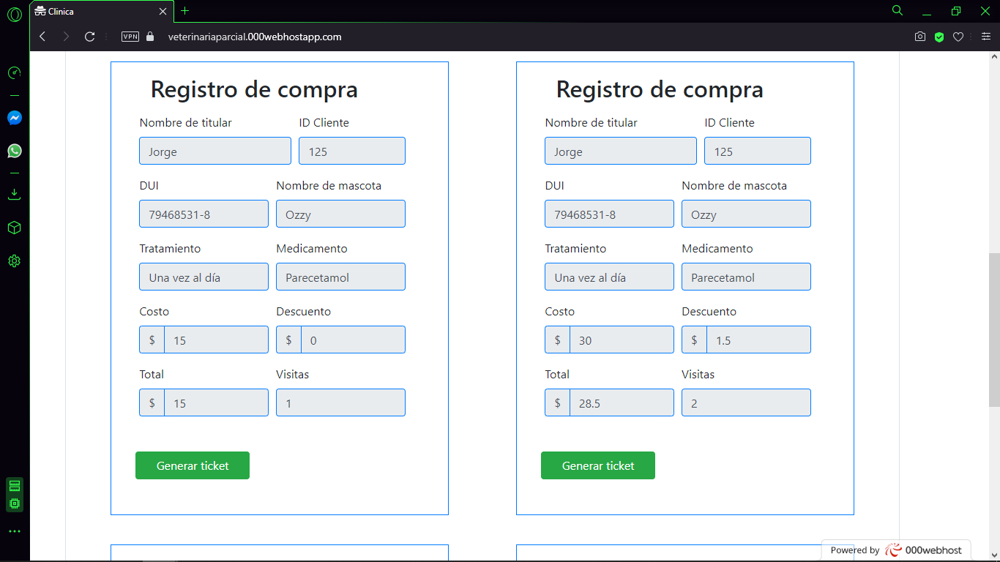 Clinica
VPN
veterinariaparcial.000webhostapp.com
Registro de compra
Nombre de titular
ID Cliente
Jorge
125
DUI
Nombre de mascota
79468531-8
Ozzy
Tratamiento
Medicamento
Una vez al día
Parecetamol
Costo
Descuento
$ 15
$ 0
Total
Visitas
$ 15
1
Generar ticket
Registro de compra
Nombre de titular
ID Cliente
Jorge
125
DUI
Nombre de mascota
79468531-8
Ozzy
Tratamiento
Medicamento
Una vez al día
Parecetamol
Costo
Descuento
$ 30
$ 1.5
Total
Visitas
$ 28.5
2
Generar ticket
Powered by 000webhost